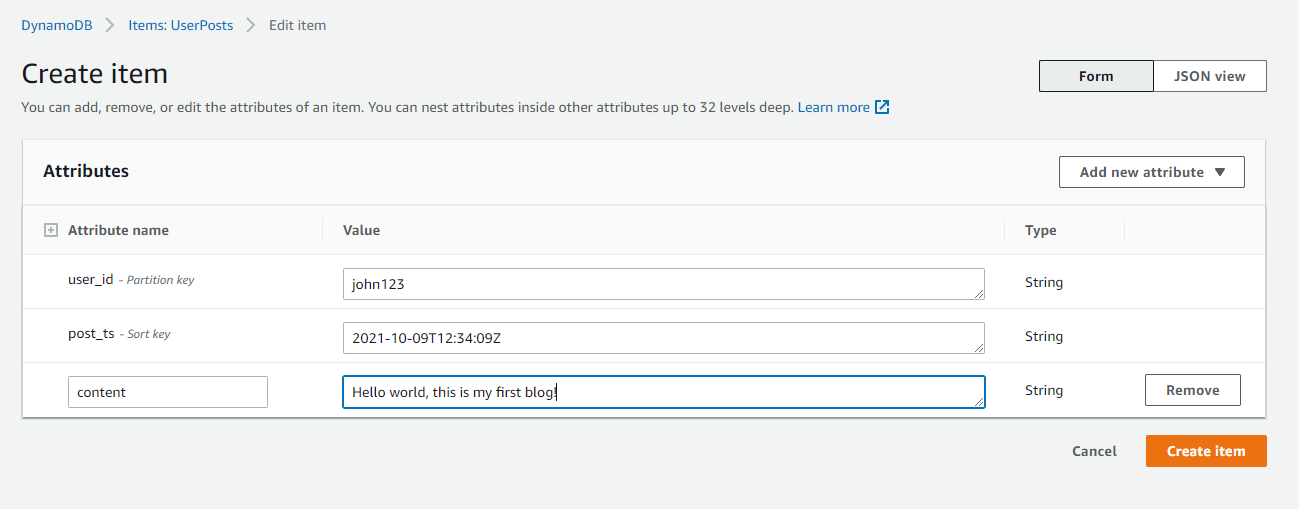 DynamoDB > Items: UserPosts > Edit item
Create item
Form JSON view
You can add, remove, or edit the attributes of an item. You can nest attributes inside other attributes up to 32 levels deep. Learn more
Attributes
Add new attribute
Attribute name Value Type
user_id - Partition key john123 String
post_ts - Sort key 2021-10-09T12:34:09Z String
content Hello world, this is my first blog! String Remove
Cancel Create item